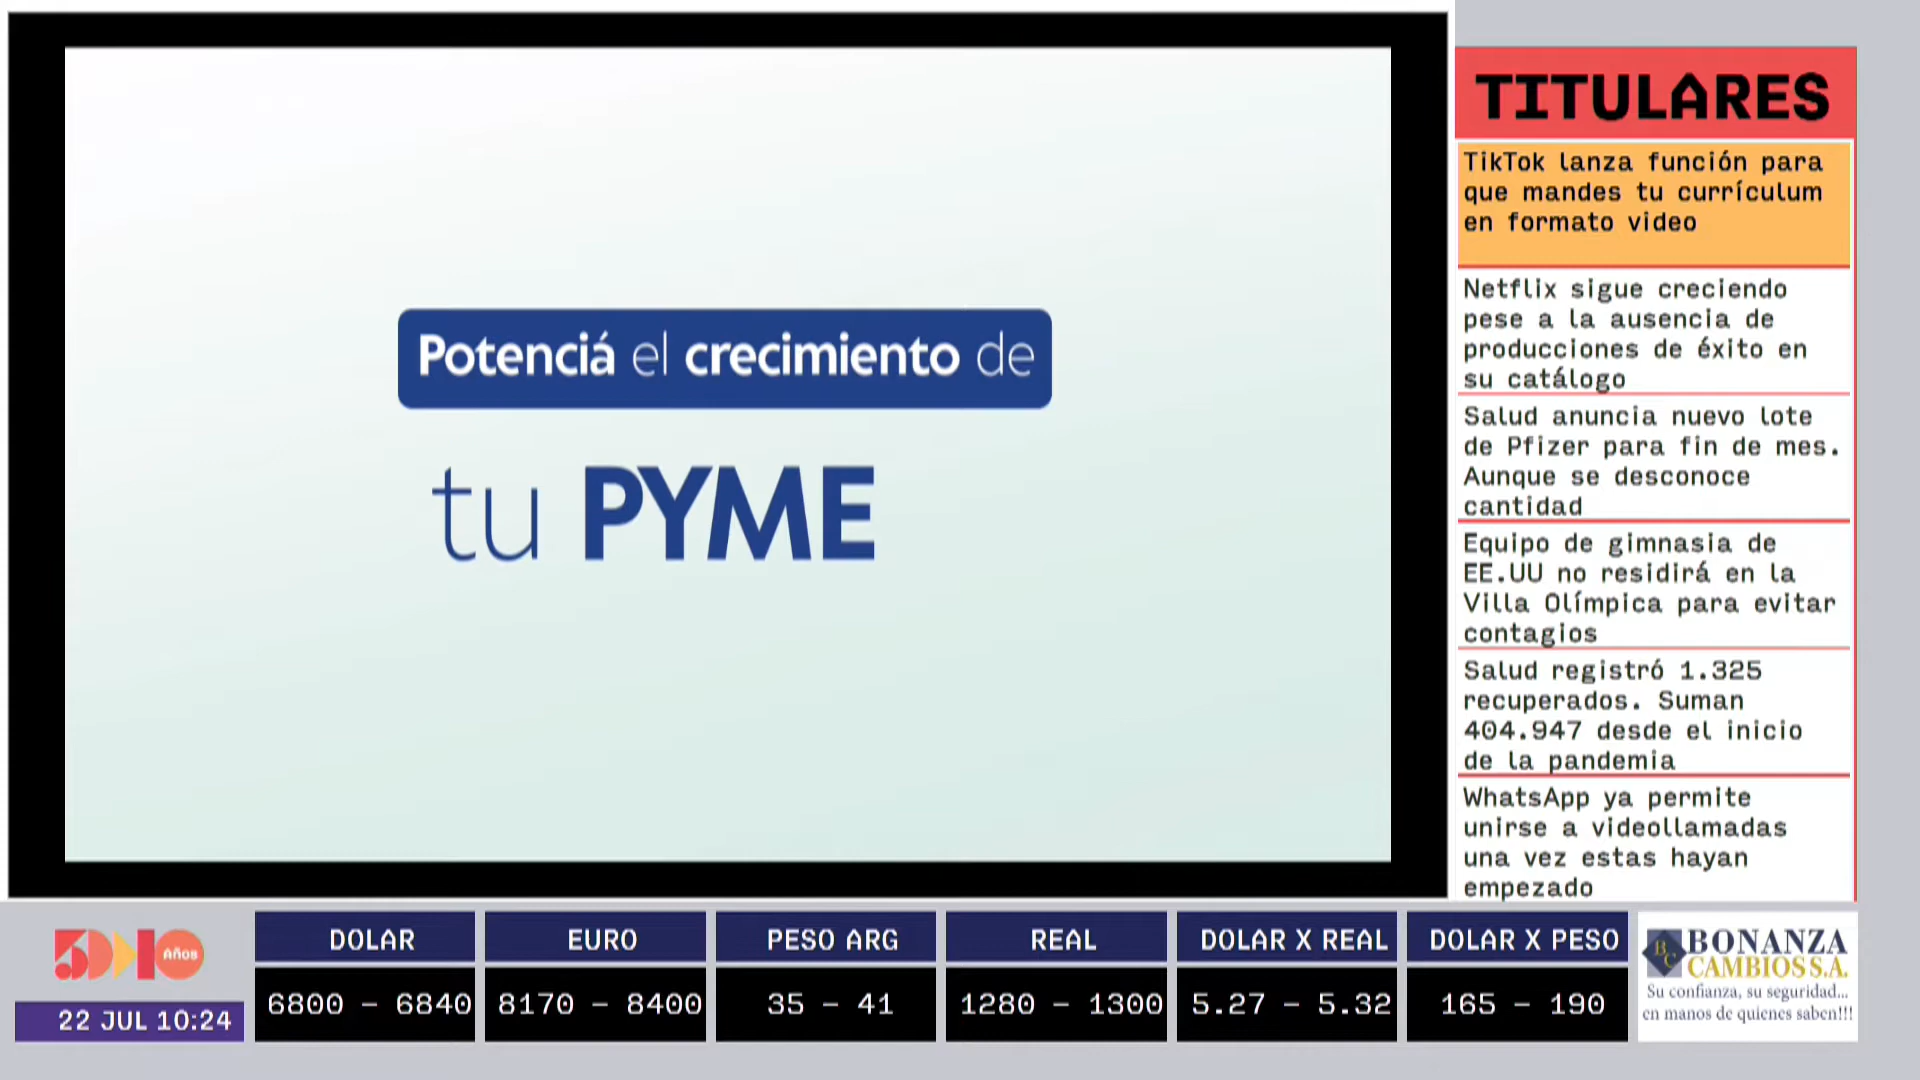 Potenciá el crecimiento de
tu PYME
TITULARES
TikTok lanza función para
que mandes tu currículum
en formato video
Netflix sigue creciendo
pese a la ausencia de
producciones de éxito en
su catálogo
Salud anuncia nuevo lote
de Pfizer para fin de mes.
Aunque se desconoce
cantidad
Equipo de gimnasia de
EE.UU no residirá en la
Villa Olímpica para evitar
contagios
Salud registró 1.325
recuperados. Suman
404.947 desde el inicio
de la pandemia
WhatsApp ya permite
unirse a videollamadas
una vez estas hayan
empezado
Años
22 JUL 10:24
DOLAR
6800 – 6840
EURO
8170 – 8400
PESO ARG
35 – 41
REAL
1280 – 1300
DOLAR X REAL
5.27 – 5.32
DOLAR X PESO
165 – 190
BC
BONANZA
CAMBIOS S.A.
Su confianza, su seguridad...
en manos de quienes saben!!!